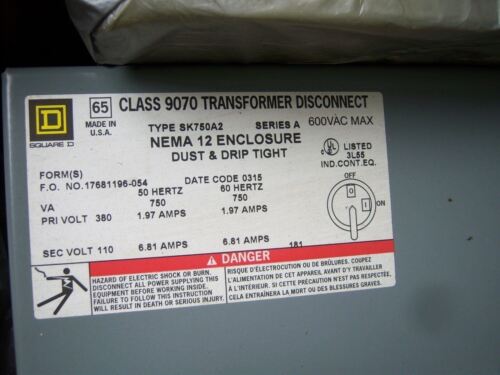 65 CLASS 9070 TRANSFORMER DISCONNECT
D
SQUARE D
MADE IN
U.S.A.
TYPE SK750A2 SERIES A 600VAC MAX
NEMA 12 ENCLOSURE
DUST & DRIP TIGHT
UL LISTED
3L55
IND.CONT.EQ.
FORM(S)
F.O. NO.17681196-054 DATE CODE 0315
50 HERTZ 60 HERTZ
VA 750 750
PRI VOLT 380 1.97 AMPS 1.97 AMPS
OFF
O
I
ON
SEC VOLT 110 6.81 AMPS 6.81 AMPS 181
DANGER
HAZARD OF ELECTRIC SHOCK OR BURN.
DISCONNECT ALL POWER SUPPLYING THIS
EQUIPMENT BEFORE WORKING INSIDE.
FAILURE TO FOLLOW THIS INSTRUCTION
WILL RESULT IN DEATH OR SERIOUS INJURY.
RISQUE D'ÉLECTROCUTION OU DE BRÛLURES. COUPEZ
L'ALIMENTATION DE CET APPAREIL AVANT D'Y TRAVAILLER
SI CETTE PRÉCAUTION N'EST PAS RESPECTÉE,
CELA ENTRAÎNERA LA MORT OU DES BLESSURES GRAVES.